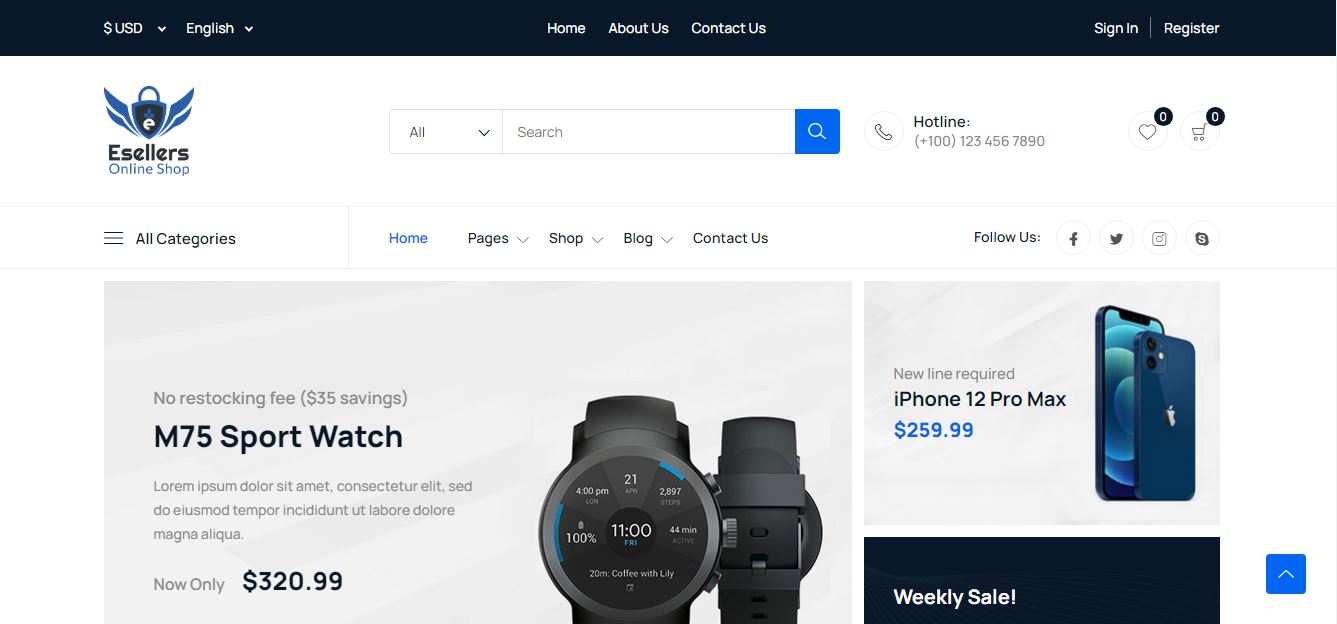 $ USD
English
Home
About Us
Contact Us
Sign In
Register
e
Esellers
Online Shop
All
Search
Hotline:
(+100) 123 456 7890
0
0
All Categories
Home
Pages
Shop
Blog
Contact Us
Follow Us:
No restocking fee ($35 savings)
M75 Sport Watch
Lorem ipsum dolor sit amet, consectetur elit, sed
do eiusmod tempor incididunt ut labore dolore
magna aliqua.
Now Only $320.99
21
APR
4:00 pm
LON
2,897
STEPS
100%
11:00
FRI
44 min
ACTIVE
20m: Coffee with Lily
New line required
iPhone 12 Pro Max
$259.99
Weekly Sale!